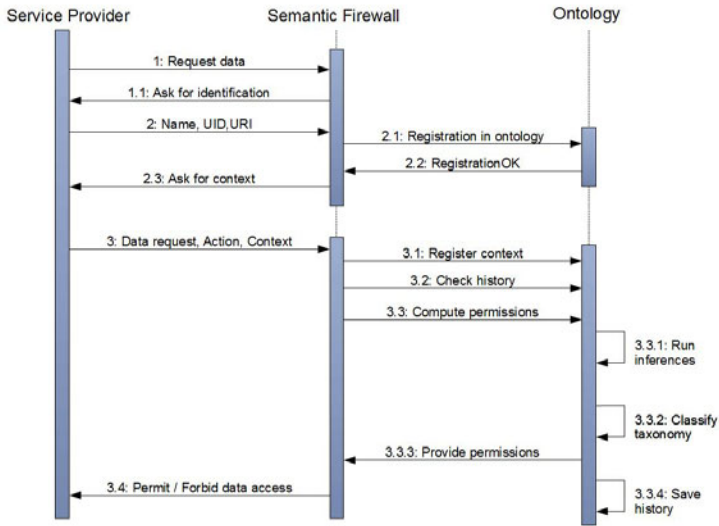 Service Provider
Semantic Firewall
Ontology
1: Request data
1.1: Ask for identification
2: Name, UID,URI
2.1: Registration in ontology
2.2: RegistrationOK
2.3: Ask for context
3: Data request, Action, Context
3.1: Register context
3.2: Check history
3.3: Compute permissions
3.3.1: Run
inferences
3.3.2: Classify
taxonomy
3.3.3: Provide permissions
3.4: Permit / Forbid data access
3.3.4: Save
history